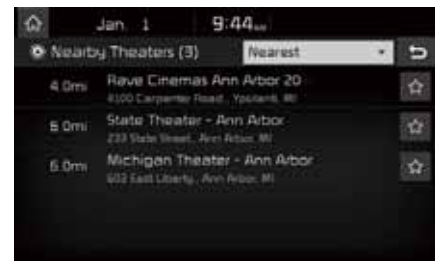 Jan. 1 9:44
Nearby Theaters (3) Nearest
4.0mi Rave Cinemas Ann Arbor 20
4100 Carpenter Road, Ypsilanti, MI
6.0mi State Theater - Ann Arbor
233 State Street, Ann Arbor, MI
6.0mi Michigan Theater - Ann Arbor
603 East Liberty, Ann Arbor, MI